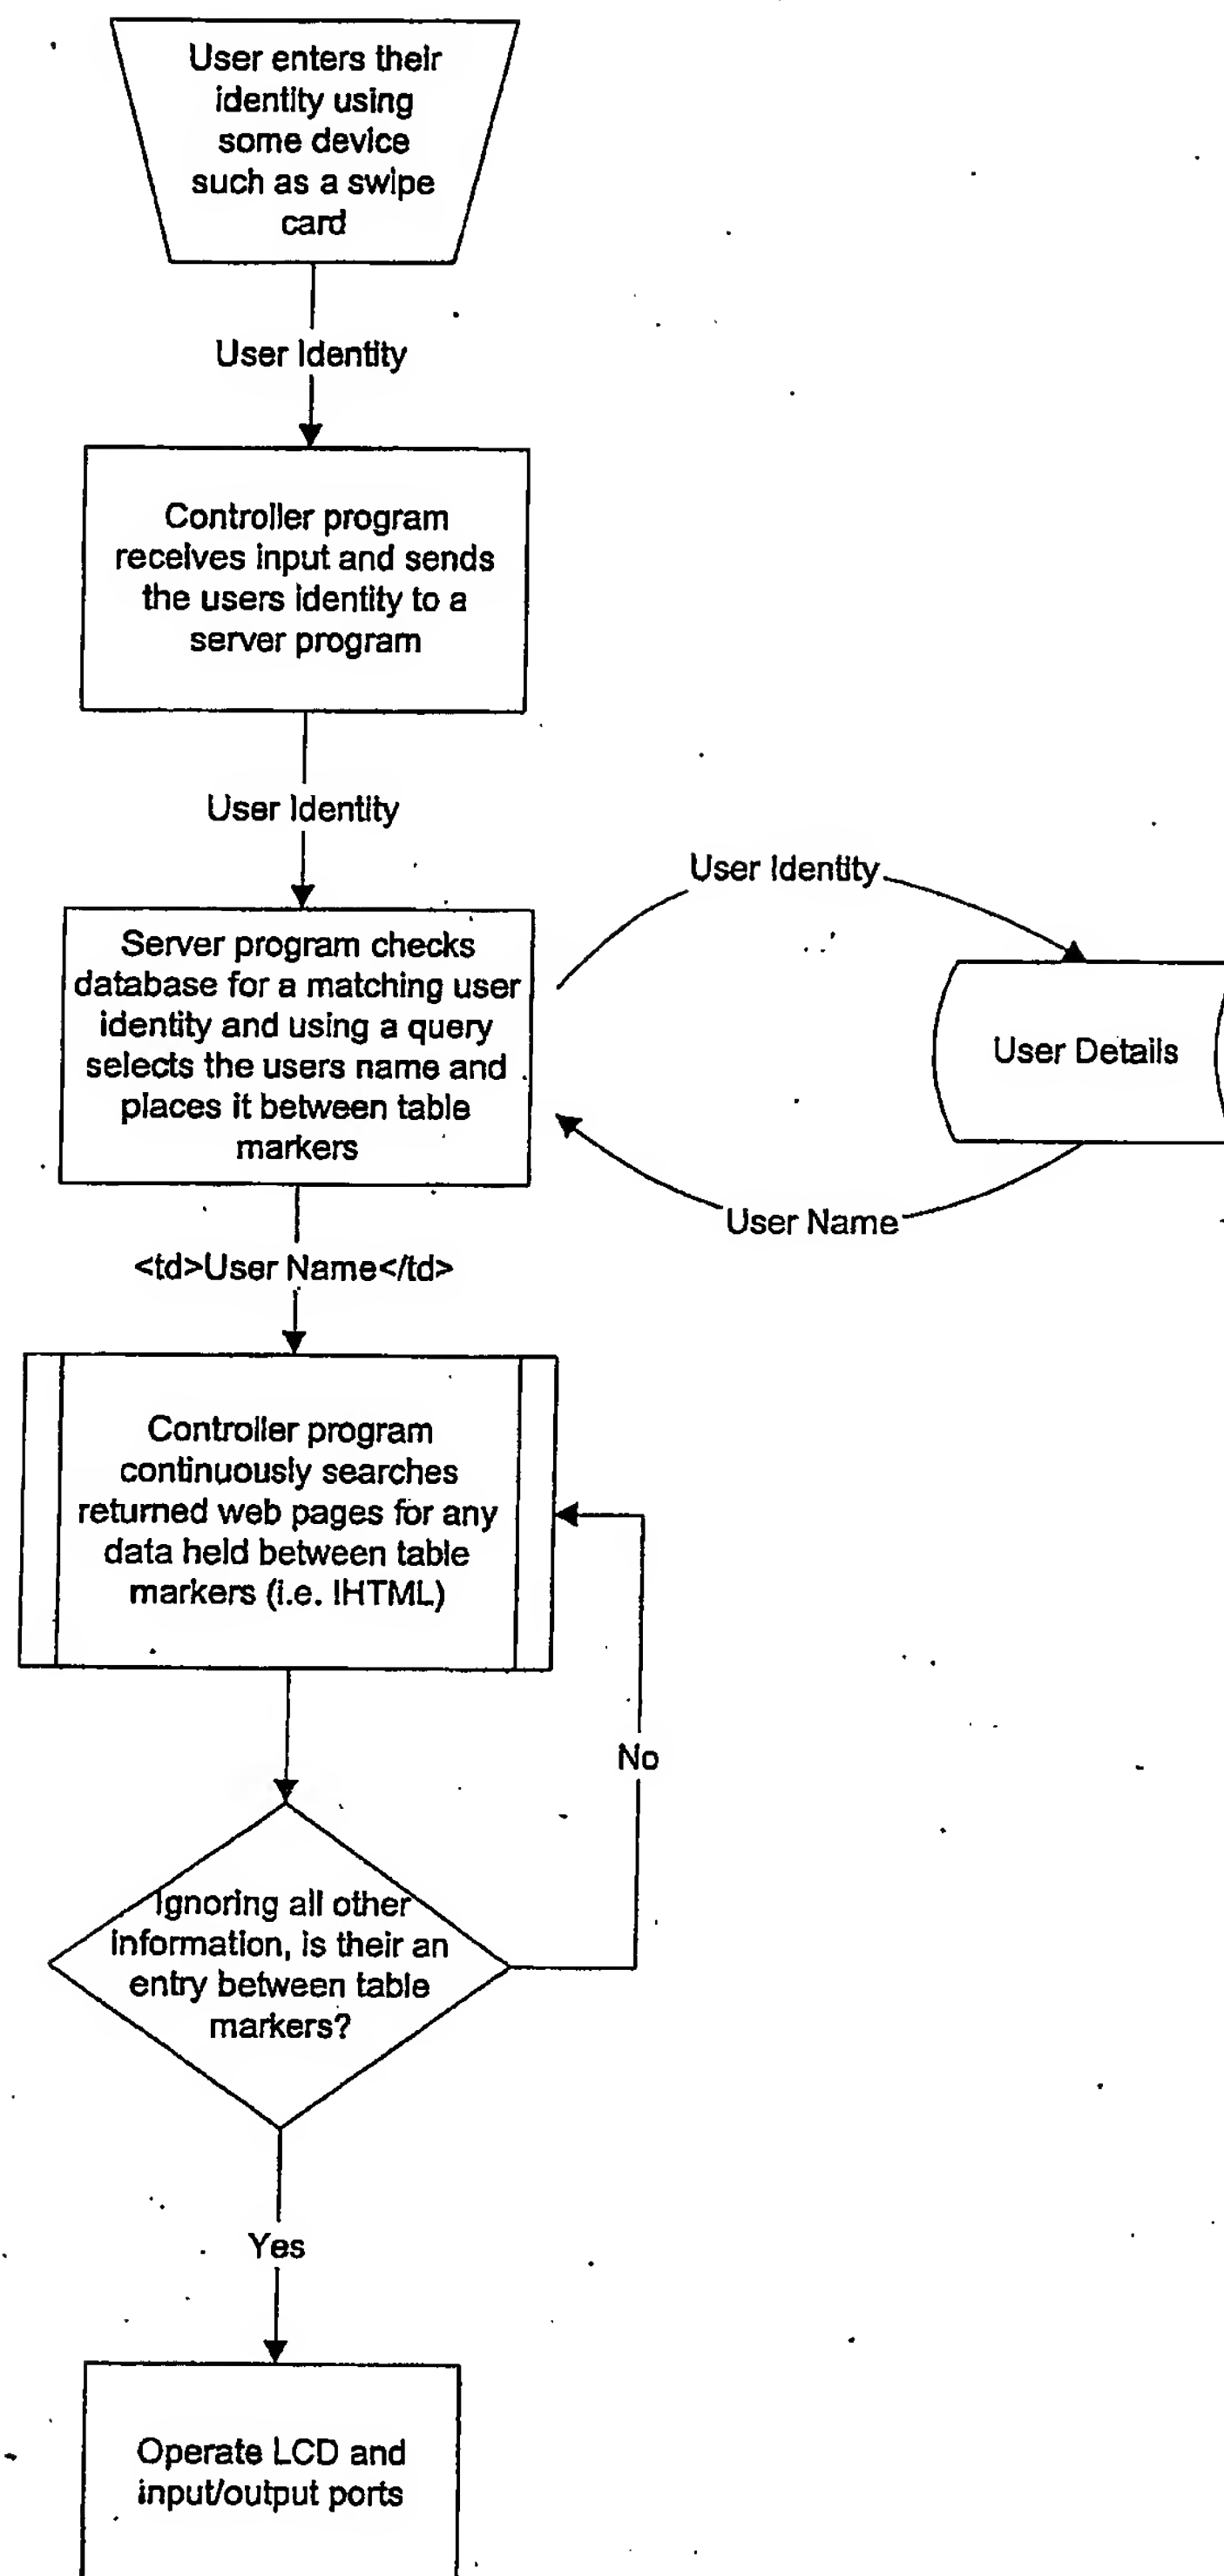 User enters their
identity using
some device
such as a swipe
card
User Identity
Controller program
receives input and sends
the users identity to a
server program
User Identity
Server program checks
database for a matching user
identity and using a query
selects the users name and
places it between table
markers
User Identity
User Details
User Name
<td>User Name</td>
Controller program
continuously searches
returned web pages for any
data held between table
markers (i.e. IHTML)
No
Ignoring all other
information, is their an
entry between table
markers?
Yes
Operate LCD and
input/output ports